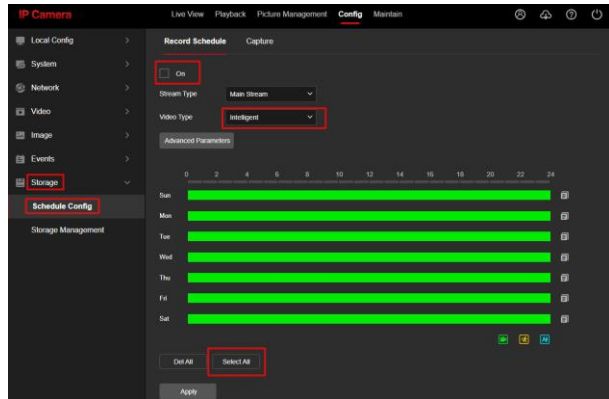 IP Camera Live View Playback Picture Management Config Maintain
Local Config
System
Network
Video
Image
Events
Storage
Schedule Config
Storage Management
Record Schedule Capture
On
Stream Type Main Stream
Video Type Intelligent
Advanced Parameters
0 2 4 6 8 10 12 14 16 18 20 22 24
Sun
Mon
Tue
Wed
Thu
Fri
Sat
Del All Select All
Apply